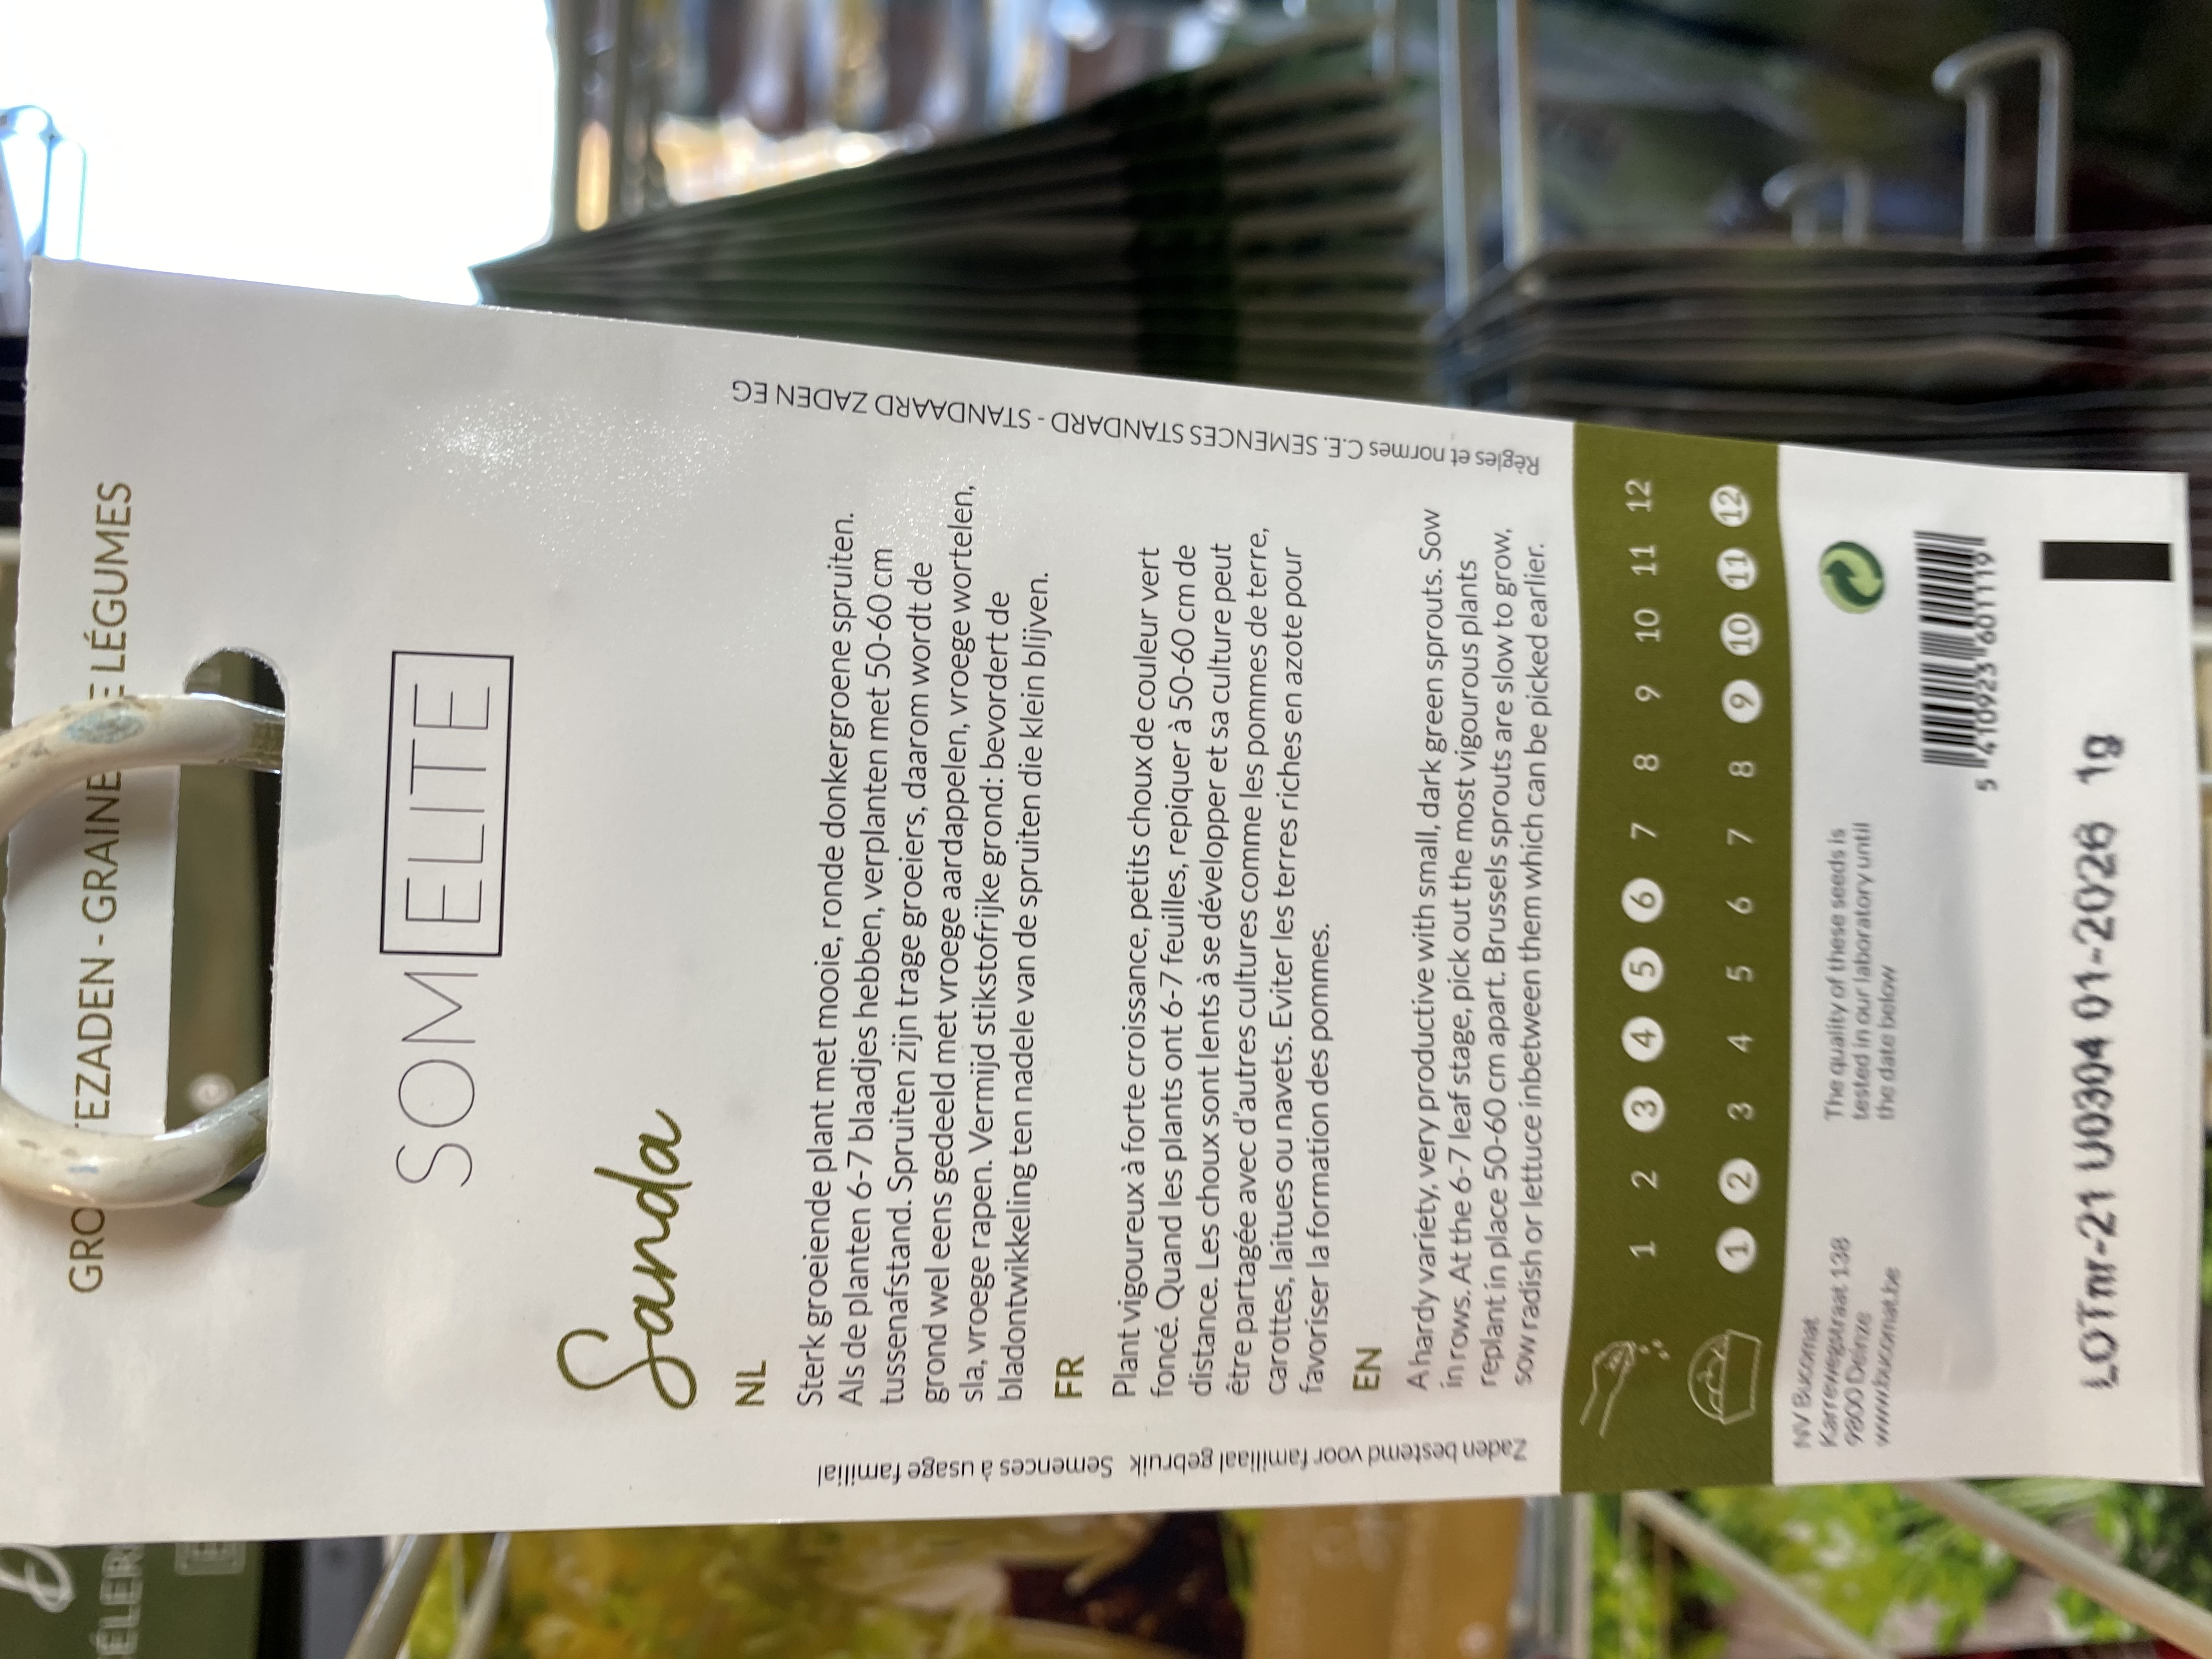 GRO TEZADEN - GRAINE LÉGUMES
SOM ELITE
Sanda
NL
Sterk groeiende plant met mooie, ronde donkergroene spruiten.
Als de planten 6-7 blaadjes hebben, verplanten met 50-60 cm
tussenafstand. Spruiten zijn trage groeiers, daarom wordt de
grond wel eens gedeeld met vroege aardappelen, vroege wortelen,
sla, vroege rapen. Vermijd stikstofrijke grond: bevordert de
bladontwikkeling ten nadele van de spruiten die klein blijven.
FR
Plant vigoureux à forte croissance, petits choux de couleur vert
foncé. Quand les plants ont 6-7 feuilles, repiquer à 50-60 cm de
distance. Les choux sont lents à se développer et sa culture peut
être partagée avec d'autres cultures comme les pommes de terre,
carottes, laitues ou navets. Eviter les terres riches en azote pour
favoriser la formation des pommes.
EN
A hardy variety, very productive with small, dark green sprouts. Sow
in rows. At the 6-7 leaf stage, pick out the most vigourous plants
replant in place 50-60 cm apart. Brussels sprouts are slow to grow,
sow radish or lettuce inbetween them which can be picked earlier.
Zaden bestemd voor familiaal gebruik Semences à usage familial
Règles et normes C.E. SEMENCES STANDARD - STANDAARD ZADEN EG
1 2 3 4 5 6 7 8 9 10 11 12
1 2 3 4 5 6 7 8 9 10 11 12
NV Bucomat
Karrewegstraat 138
9800 Deinze
www.bucomat.be
The quality of these seeds is
tested in our laboratory until
the date below
5 410923 601119
LOTnr-21 U0304 01-2026 1g
ÉLER